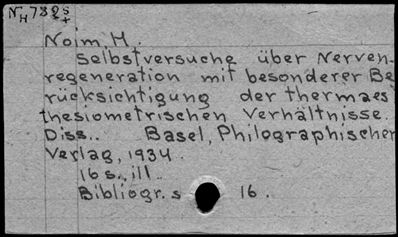 NH 7325+
Noim, H.
Selbstversuche über Nerven-
regeneration mit besonderer Be
rücksichtigung der thermaes
thesiometrischen Verhältnisse.
Diss.. Basel, Philographischer
Verlag, 1934.
16 s., ill..
Bibliogr. s 16.